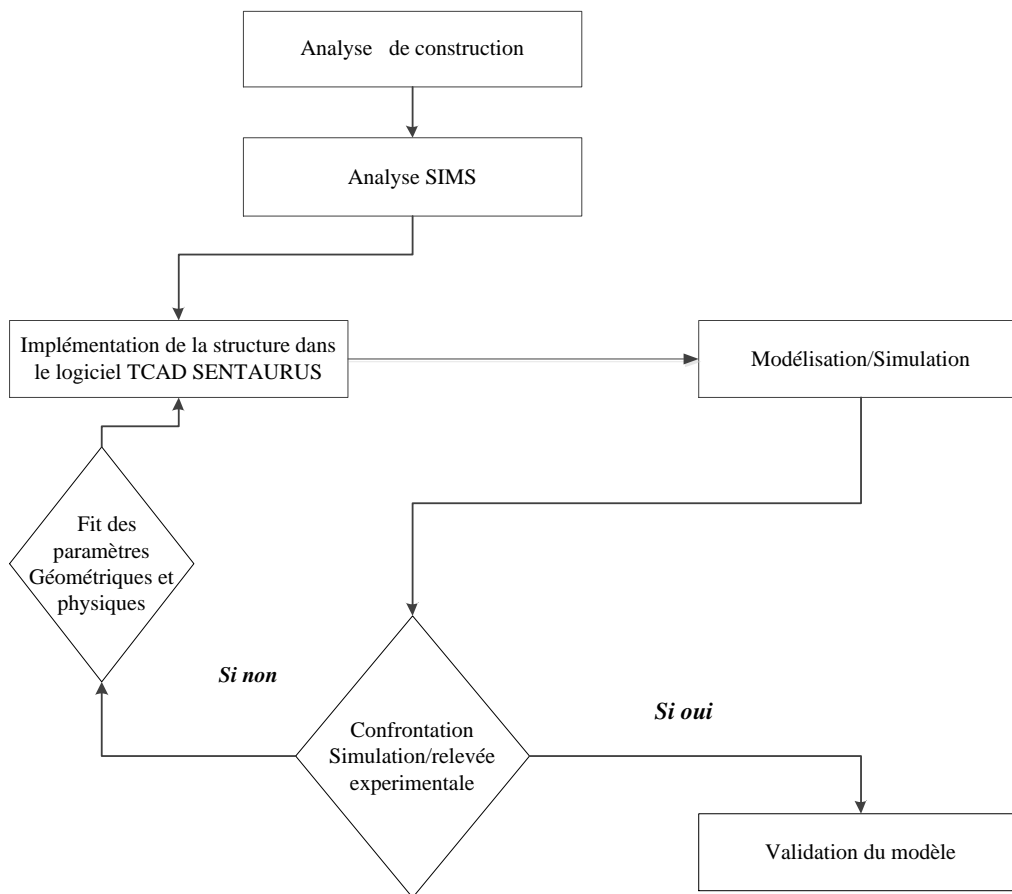 Analyse de construction
Analyse SIMS
Implémentation de la structure dans
le logiciel TCAD SENTAURUS
Modélisation/Simulation
Fit des
paramètres
Géométriques et
physiques
Si non
Si oui
Confrontation
Simulation/relevée
experimentale
Validation du modèle